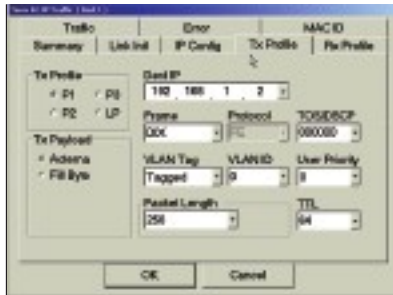 Traffic Error MAC ID
Summary Link Init IP Config Tx Profile Rx Profile
Tx Profile
P1 P3
P2 LP
Dest IP
192 . 168 . 1 . 2
Frame Protocol TOS/DSCP
DIX 000000
Tx Payload
Acterna
Fill Byte
VLAN Tag VLAN ID User Priority
Tagged 0 0
Packet Length TTL
256 64
OK Cancel